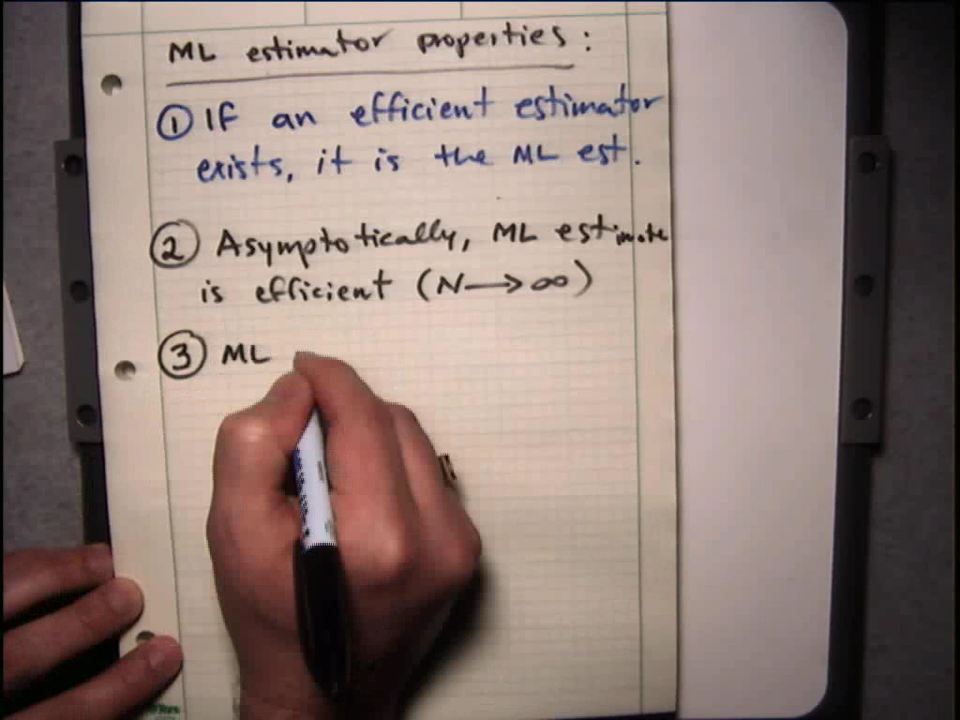 ML estimator properties:
① If an efficient estimator
exists, it is the ML est.
② Asymptotically, ML estimate
is efficient (N⟶∞)
③ ML